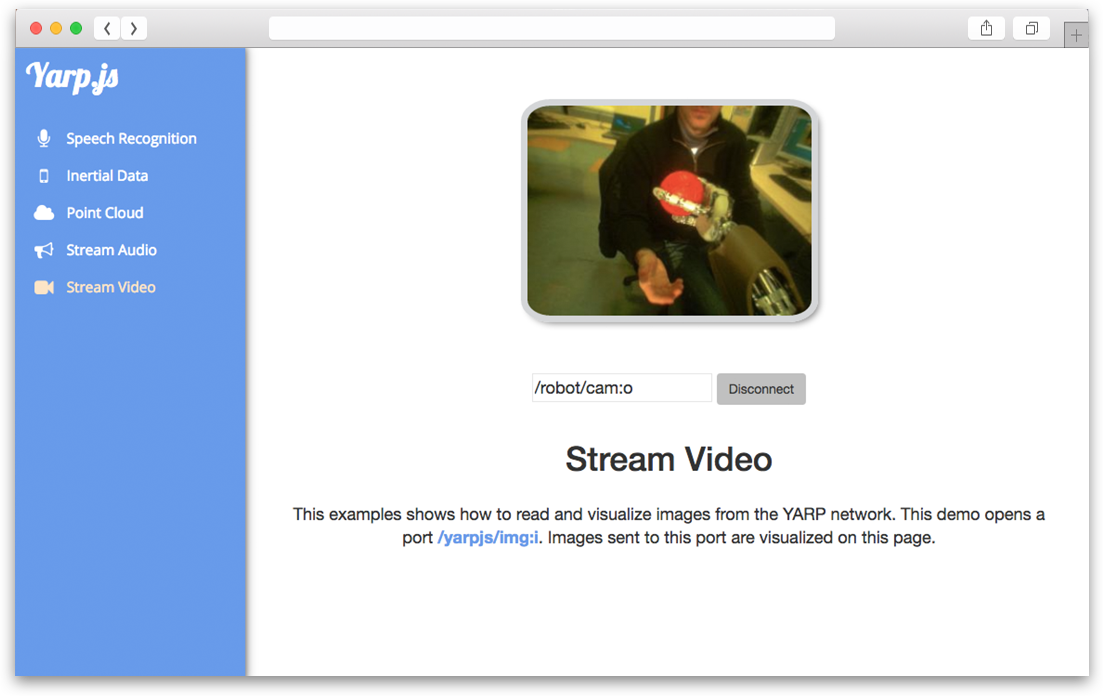 Yarp.js
Speech Recognition
Inertial Data
Point Cloud
Stream Audio
Stream Video
/robot/cam:o
Disconnect
Stream Video
This examples shows how to read and visualize images from the YARP network. This demo opens a
port /yarpjs/img:i. Images sent to this port are visualized on this page.